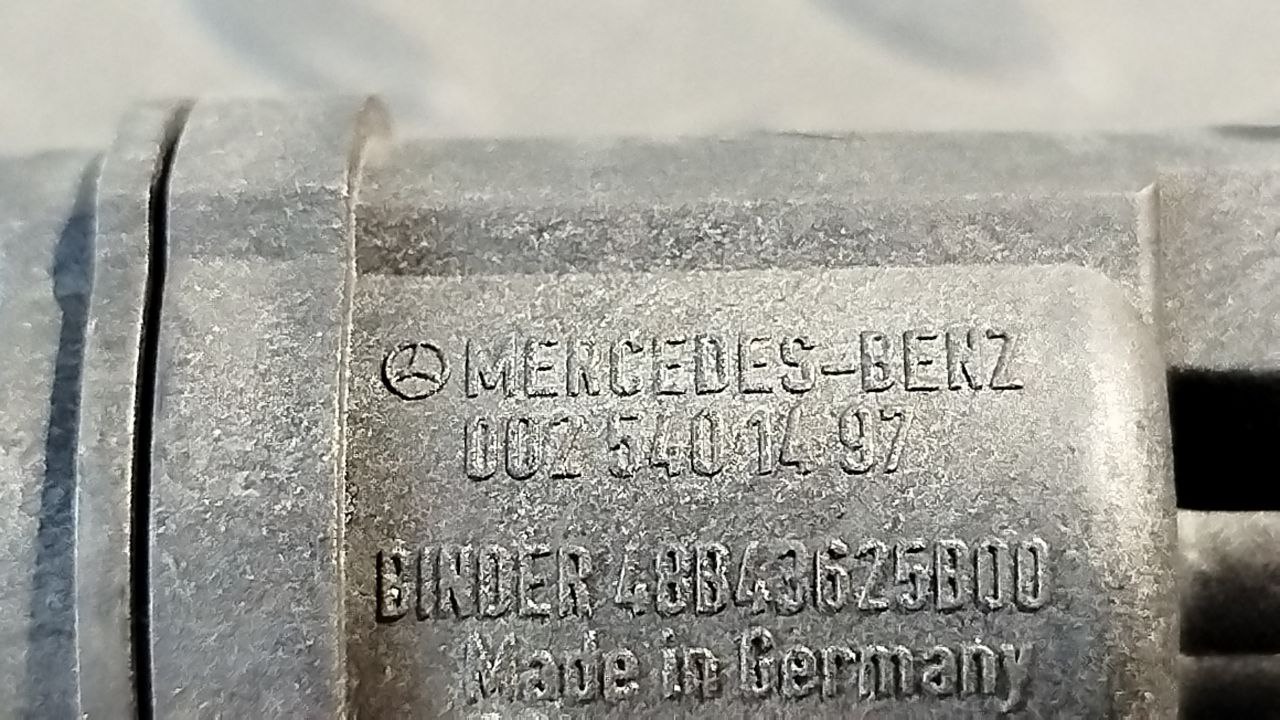 MERCEDES-BENZ
002 540 14 97
BINDER 48B43625B00
Made in Germany